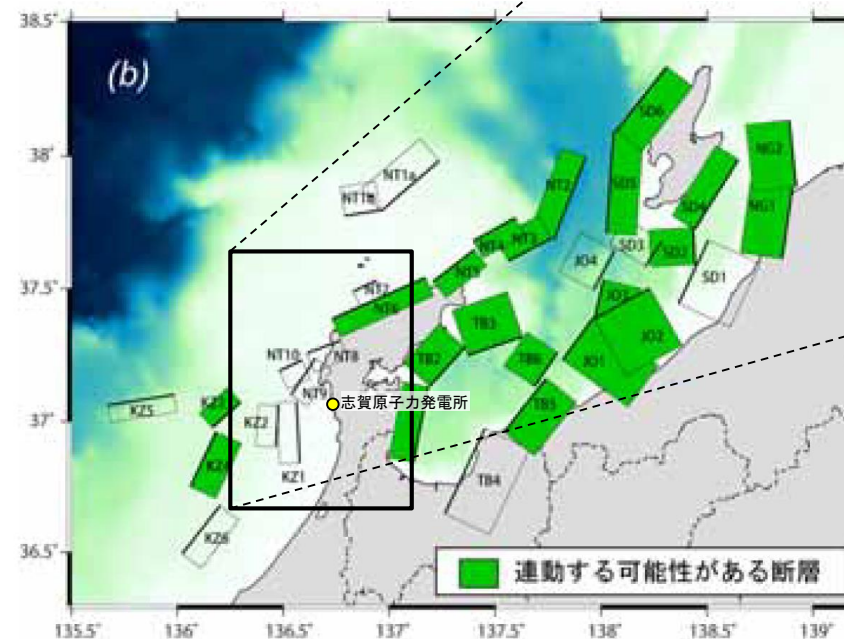 38.5°
(b)
SD6
38°
NG2
NT1a
NT1b
NT2
SD5
SD4
NG1
NT4
NT3
SD3
SD2
JO4
SD1
37.5°
NT5
NT7
NT6
JO3
TB3
JO2
NT10
NT8
TB2
TB6
JO1
NT9
KZ5
KZ3
志賀原子力発電所
TB5
37°
KZ2
KZ4
KZ1
TB4
KZ6
36.5°
連動する可能性がある断層
135.5°
136°
136.5°
137°
137.5°
138°
138.5°
139°